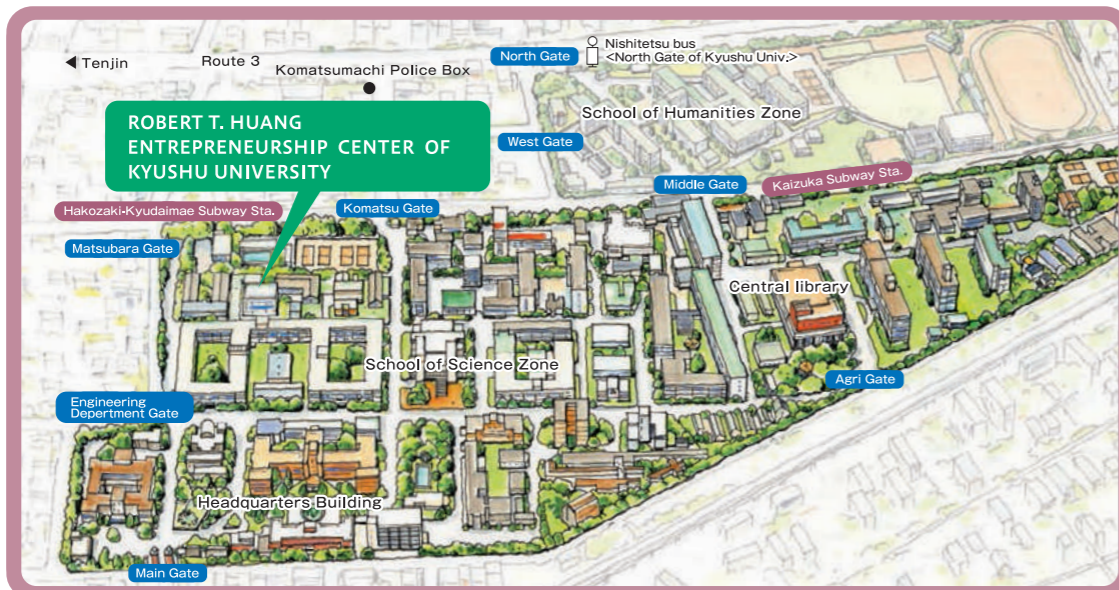 ◀ Tenjin
Route 3
Komatsumachi Police Box
North Gate
Nishitetsu bus
<North Gate of Kyushu Univ.>
School of Humanities Zone
ROBERT T. HUANG
ENTREPRENEURSHIP CENTER OF
KYUSHU UNIVERSITY
West Gate
Middle Gate
Kaizuka Subway Sta.
Hakozaki-Kyudaimae Subway Sta.
Komatsu Gate
Matsubara Gate
Central library
School of Science Zone
Agri Gate
Engineering
Depertment Gate
Headquarters Building
Main Gate